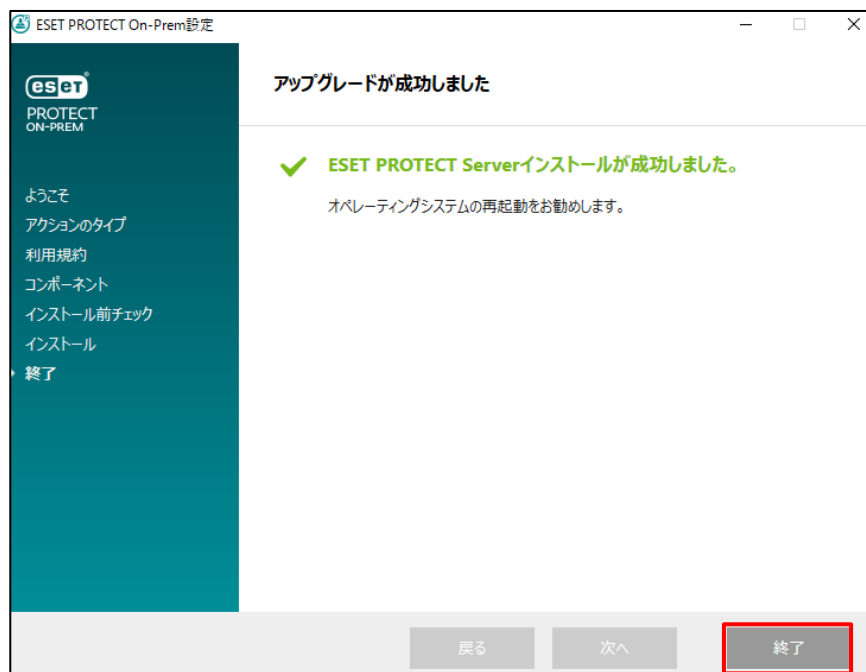 ESET PROTECT On-Prem設定
eseT
PROTECT
ON-PREM
ようこそ
アクションのタイプ
利用規約
コンポーネント
インストール前チェック
インストール
終了
アップグレードが成功しました
ESET PROTECT Serverインストールが成功しました。
オペレーティングシステムの再起動をお勧めします。
戻る
次へ
終了